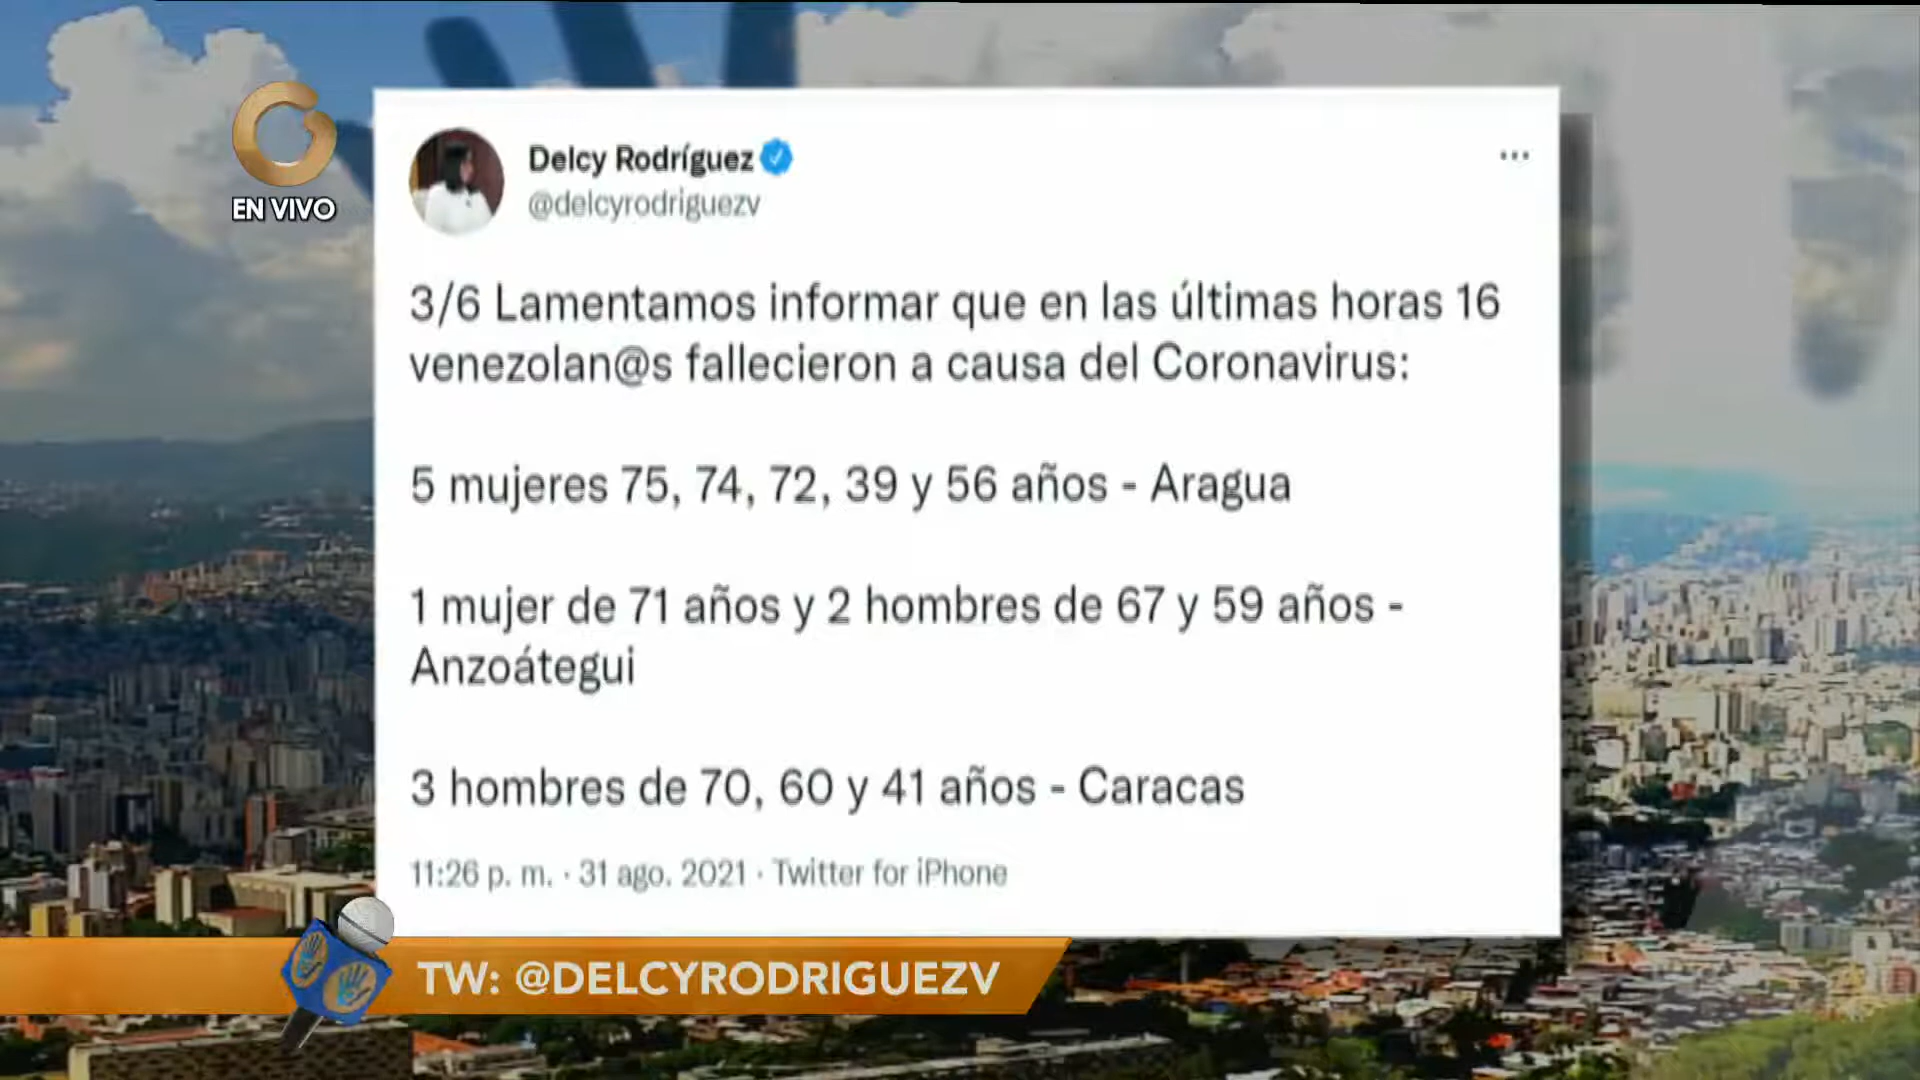 EN VIVO
Delcy Rodríguez
@delcyrodriguezv
3/6 Lamentamos informar que en las últimas horas 16
venezolan@s fallecieron a causa del Coronavirus:
5 mujeres 75, 74, 72, 39 y 56 años - Aragua
1 mujer de 71 años y 2 hombres de 67 y 59 años -
Anzoátegui
3 hombres de 70, 60 y 41 años - Caracas
11:26 p. m. · 31 ago. 2021 · Twitter for iPhone
TW: @DELCYRODRIGUEZV